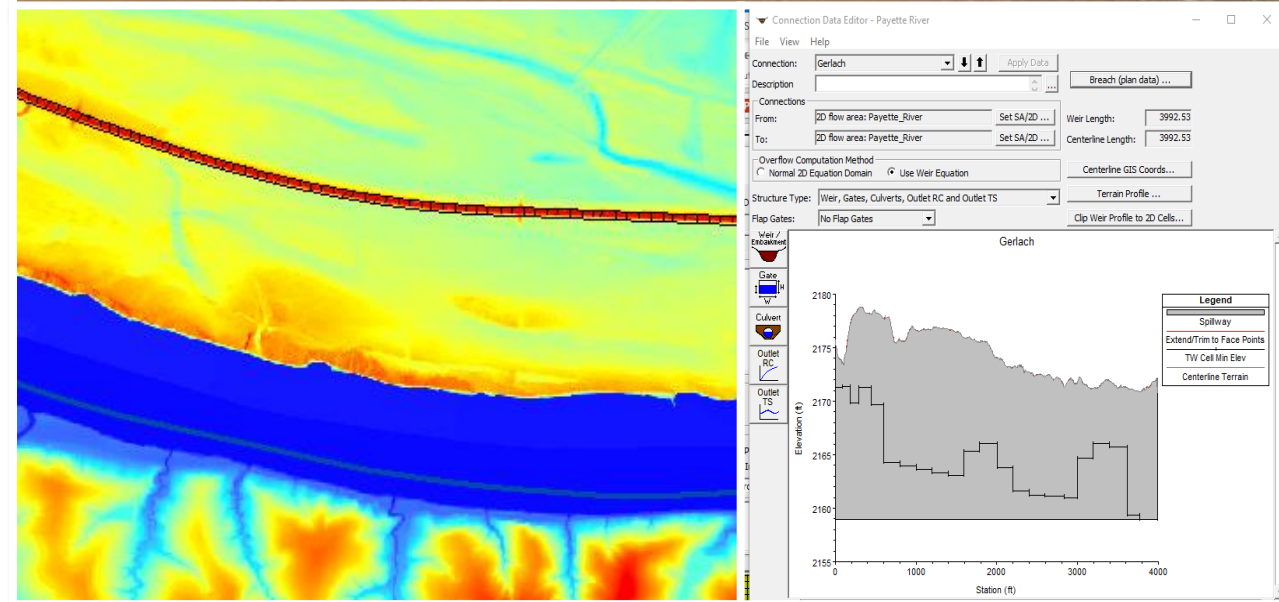 Connection Data Editor - Payette River
File View Help
Connection: Gerlach Apply Data
Description ... Breach (plan data) ...
Connections
From: 2D flow area: Payette_River Set SA/2D ... Weir Length: 3992.53
To: 2D flow area: Payette_River Set SA/2D ... Centerline Length: 3992.53
Overflow Computation Method
Normal 2D Equation Domain Use Weir Equation Centerline GIS Coords...
Structure Type: Weir, Gates, Culverts, Outlet RC and Outlet TS Terrain Profile ...
Flap Gates: No Flap Gates Clip Weir Profile to 2D Cells...
Weir /
Embankment
Gate
H
W
Culvert
Outlet
RC
Outlet
TS
Gerlach
2180
2175
2170
2165
2160
2155
Elevation (ft)
0 1000 2000 3000 4000
Station (ft)
Legend
Spillway
Extend/Trim to Face Points
TW Cell Min Elev
Centerline Terrain